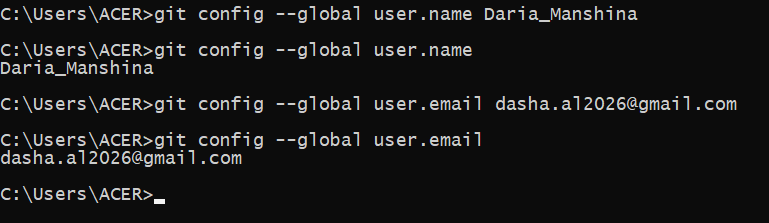 C:\Users\ACER>git config --global user.name Daria_Manshina
C:\Users\ACER>git config --global user.name
Daria_Manshina
C:\Users\ACER>git config --global user.email dasha.al2026@gmail.com
C:\Users\ACER>git config --global user.email
dasha.al2026@gmail.com
C:\Users\ACER>